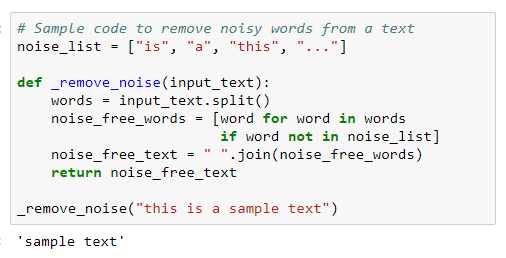 # Sample code to remove noisy words from a text
noise_list = ["is", "a", "this", "..."]

def _remove_noise(input_text):
    words = input_text.split()
    noise_free_words = [word for word in words
                        if word not in noise_list]
    noise_free_text = " ".join(noise_free_words)
    return noise_free_text

_remove_noise("this is a sample text")
'sample text'